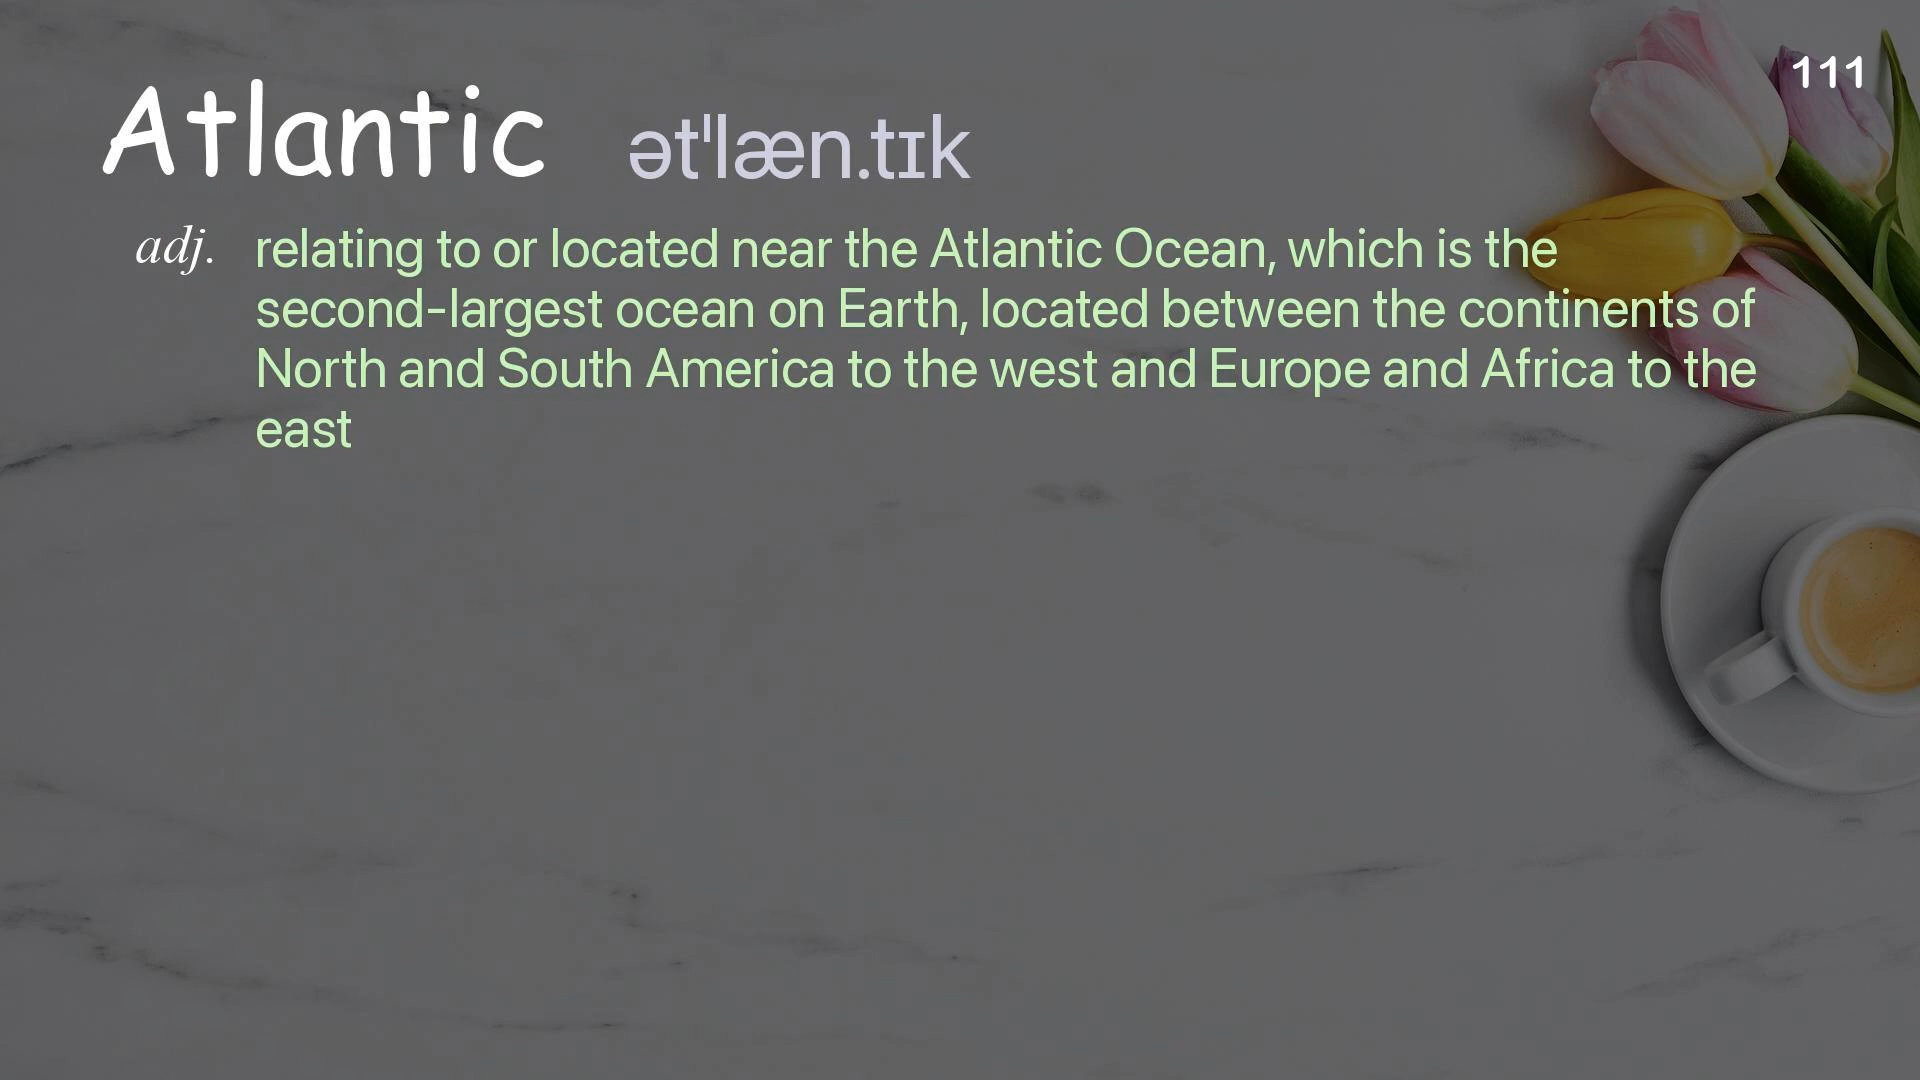 111
Atlantic ətˈlæn.tɪk
adj. relating to or located near the Atlantic Ocean, which is the
second-largest ocean on Earth, located between the continents of
North and South America to the west and Europe and Africa to the
east